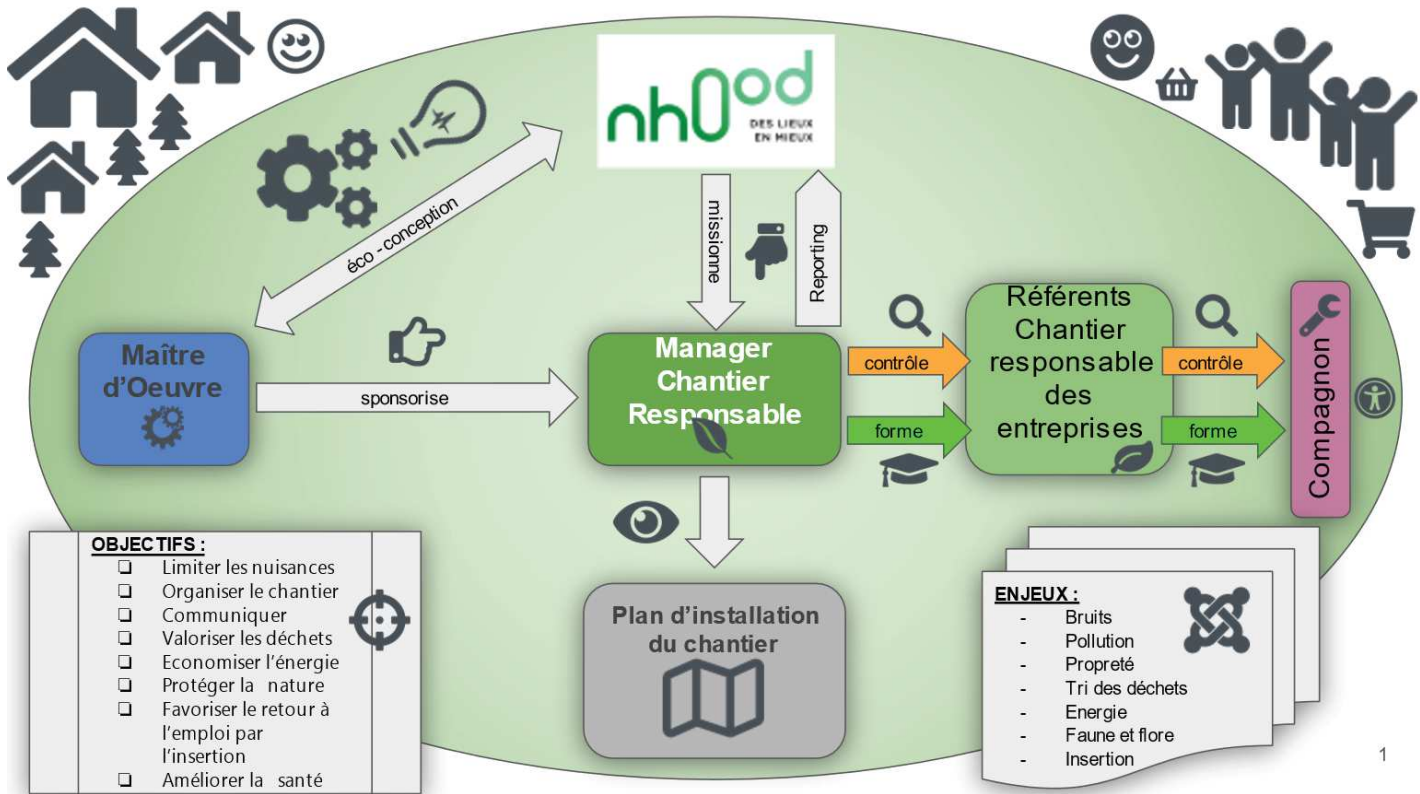 nhood
DES LIEUX
EN MIEUX
éco - conception
missionne
Reporting
Maître
d'Oeuvre
sponsorise
Manager
Chantier
Responsable
contrôle
forme
Référents
Chantier
responsable
des
entreprises
contrôle
forme
Compagnon
Plan d'installation
du chantier
OBJECTIFS :
❏ Limiter les nuisances
❏ Organiser le chantier
❏ Communiquer
❏ Valoriser les déchets
❏ Economiser l'énergie
❏ Protéger la nature
❏ Favoriser le retour à
l'emploi par
l'insertion
❏ Améliorer la santé
ENJEUX :
- Bruits
- Pollution
- Propreté
- Tri des déchets
- Energie
- Faune et flore
- Insertion
1